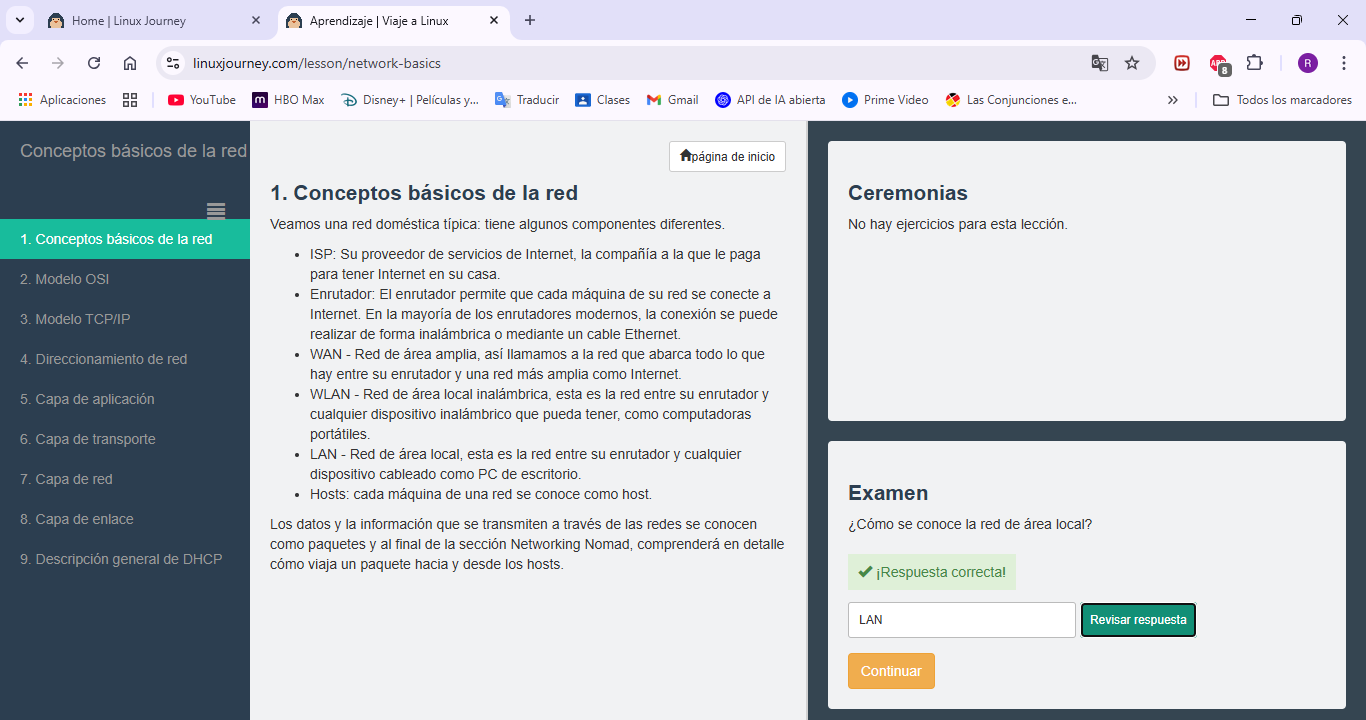 Home | Linux Journey
Aprendizaje | Viaje a Linux
linuxjourney.com/lesson/network-basics
ABP
8
R
Aplicaciones
YouTube
m HBO Max
Disney+ | Películas y...
Traducir
Clases
Gmail
API de IA abierta
Prime Video
Las Conjunciones e...
Todos los marcadores
Conceptos básicos de la red
1. Conceptos básicos de la red
2. Modelo OSI
3. Modelo TCP/IP
4. Direccionamiento de red
5. Capa de aplicación
6. Capa de transporte
7. Capa de red
8. Capa de enlace
9. Descripción general de DHCP
página de inicio
1. Conceptos básicos de la red
Veamos una red doméstica típica: tiene algunos componentes diferentes.
• ISP: Su proveedor de servicios de Internet, la compañía a la que le paga
para tener Internet en su casa.
• Enrutador: El enrutador permite que cada máquina de su red se conecte a
Internet. En la mayoría de los enrutadores modernos, la conexión se puede
realizar de forma inalámbrica o mediante un cable Ethernet.
• WAN - Red de área amplia, así llamamos a la red que abarca todo lo que
hay entre su enrutador y una red más amplia como Internet.
• WLAN - Red de área local inalámbrica, esta es la red entre su enrutador y
cualquier dispositivo inalámbrico que pueda tener, como computadoras
portátiles.
• LAN - Red de área local, esta es la red entre su enrutador y cualquier
dispositivo cableado como PC de escritorio.
• Hosts: cada máquina de una red se conoce como host.
Los datos y la información que se transmiten a través de las redes se conocen
como paquetes y al final de la sección Networking Nomad, comprenderá en detalle
cómo viaja un paquete hacia y desde los hosts.
Ceremonias
No hay ejercicios para esta lección.
Examen
¿Cómo se conoce la red de área local?
¡Respuesta correcta!
LAN
Revisar respuesta
Continuar